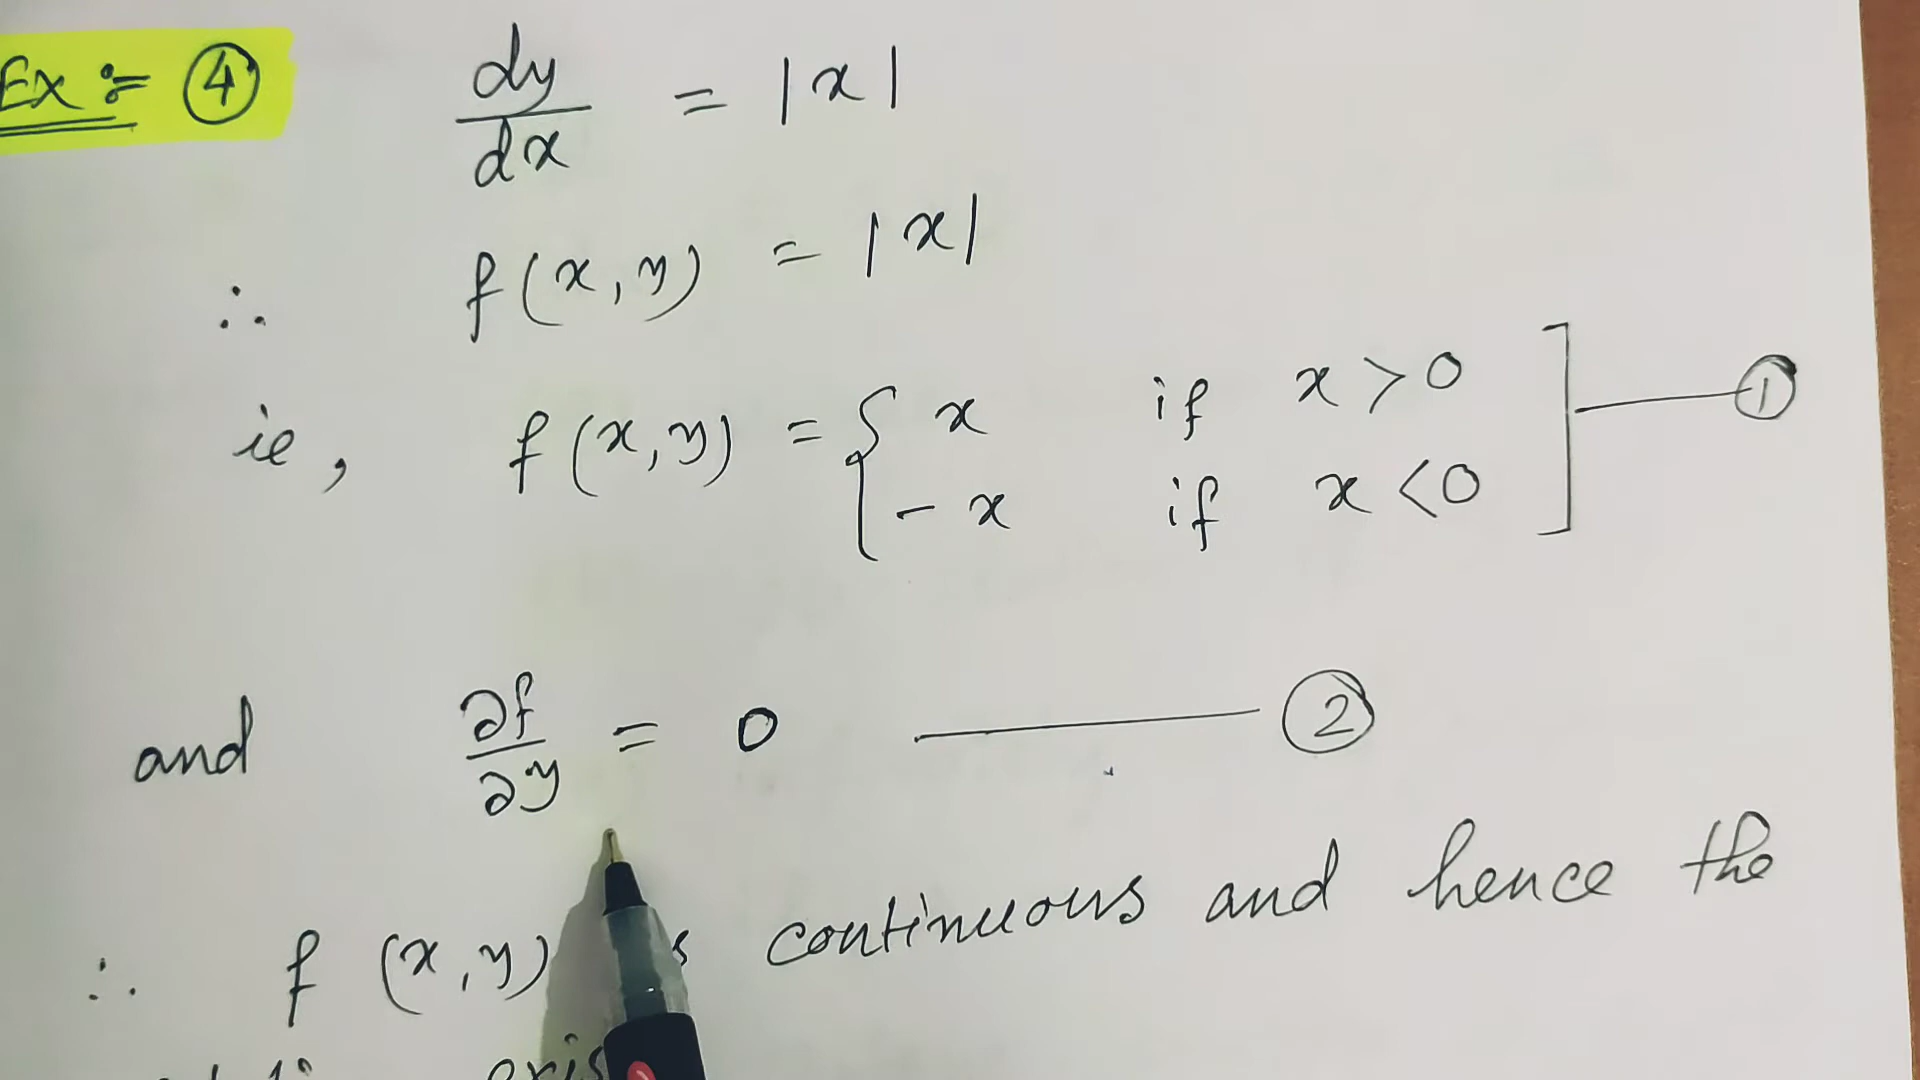 Ex := ④ dy/dx = |x|
∴ f(x,y) = |x|
ie, f(x,y) = { x if x>0
- x if x<0 ] — ①
and ∂f/∂y = 0 — ②
∴ f (x,y) continuous and hence the